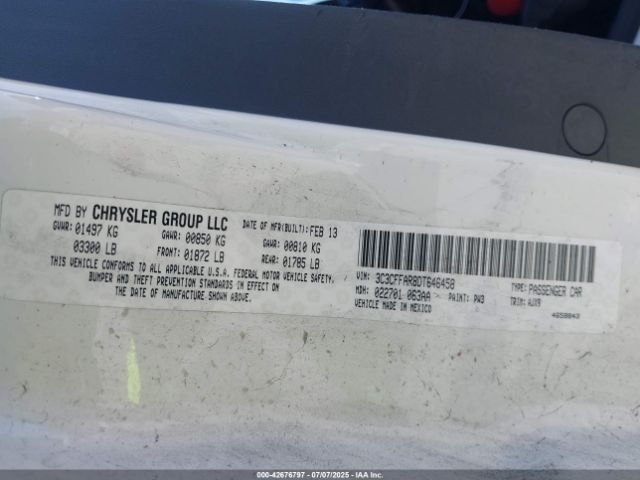 MFD BY CHRYSLER GROUP LLC DATE OF MFR(BUILT): FEB 13
GVWR: 01497 KG GAWR: 00850 KG GAWR: 00810 KG
03300 LB FRONT: 01872 LB REAR: 01785 LB
THIS VEHICLE CONFORMS TO ALL APPLICABLE U.S.A. FEDERAL MOTOR VEHICLE SAFETY,
BUMPER AND THEFT PREVENTION STANDARDS IN EFFECT ON
THE DATE OF MANUFACTURE SHOWN ABOVE.
VIN: 3C3CFFAR8DT646458 TYPE: PASSENGER CAR
MDH: 022701 063AA PAINT: PW3 TRIM: AJX9
VEHICLE MADE IN MEXICO
000-42676797 - 07/07/2025 - IAAI.COM